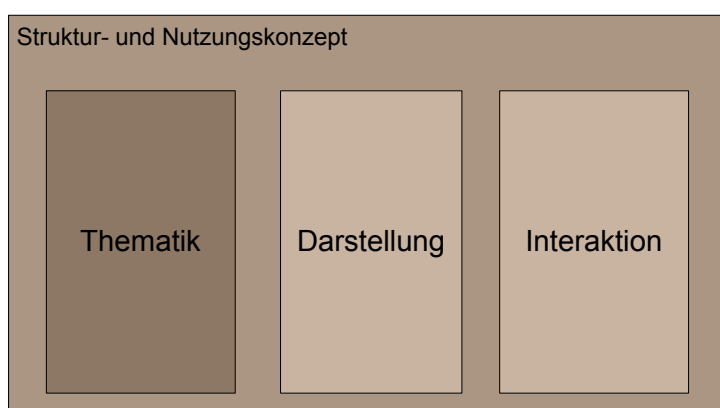 Struktur- und Nutzungskonzept
Thematik
Darstellung
Interaktion